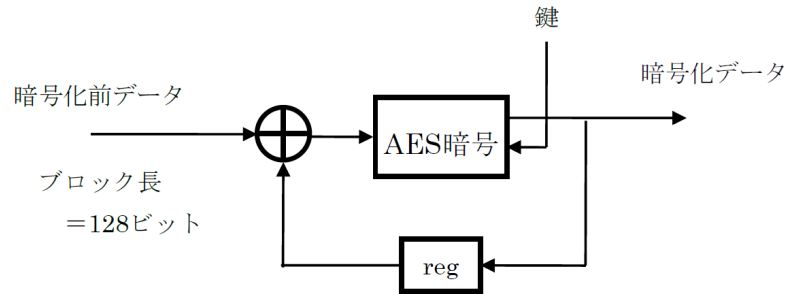 鍵
暗号化データ
暗号化前データ
AES暗号
ブロック長
=128ビット
reg